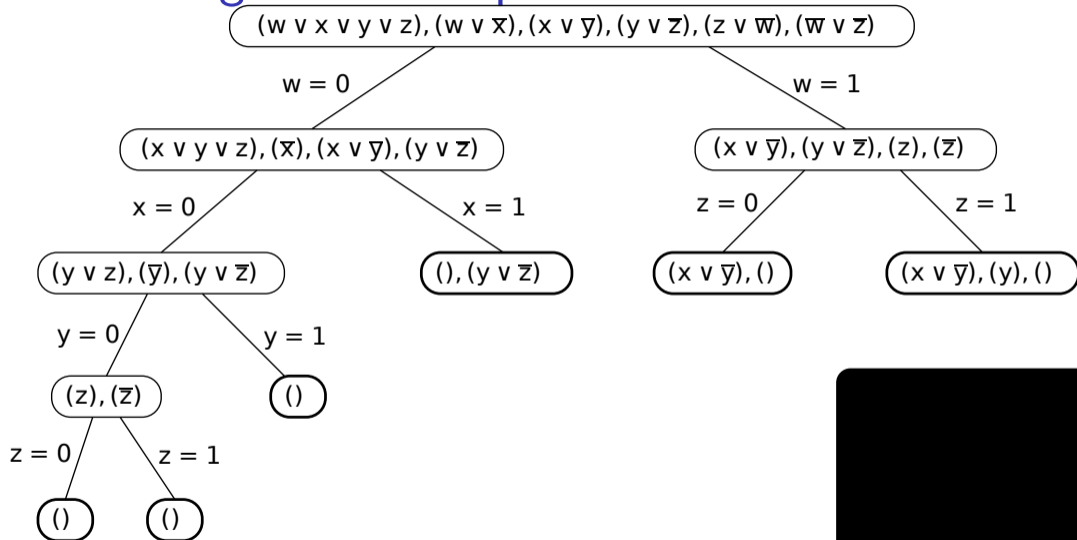 (w ∨ x ∨ y ∨ z), (w ∨ x̅), (x ∨ y̅), (y ∨ z̅), (z ∨ w̅), (w̅ ∨ z̅)
w = 0 w = 1
(x ∨ y ∨ z), (x̅), (x ∨ y̅), (y ∨ z̅) (x ∨ y̅), (y ∨ z̅), (z), (z̅)
x = 0 x = 1 z = 0 z = 1
(y ∨ z), (y̅), (y ∨ z̅) (), (y ∨ z̅) (x ∨ y̅), () (x ∨ y̅), (y), ()
y = 0 y = 1
(z), (z̅) ()
z = 0 z = 1
() ()